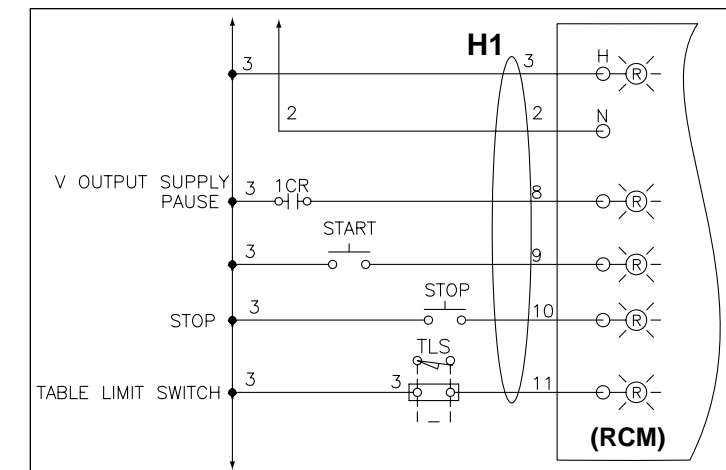 H1
3 3 H R
2 2 N
V OUTPUT SUPPLY
PAUSE 3 1CR 8 R
START
3 9 R
STOP
STOP 3 10 R
TLS
TABLE LIMIT SWITCH 3 3 11 R
(RCM)